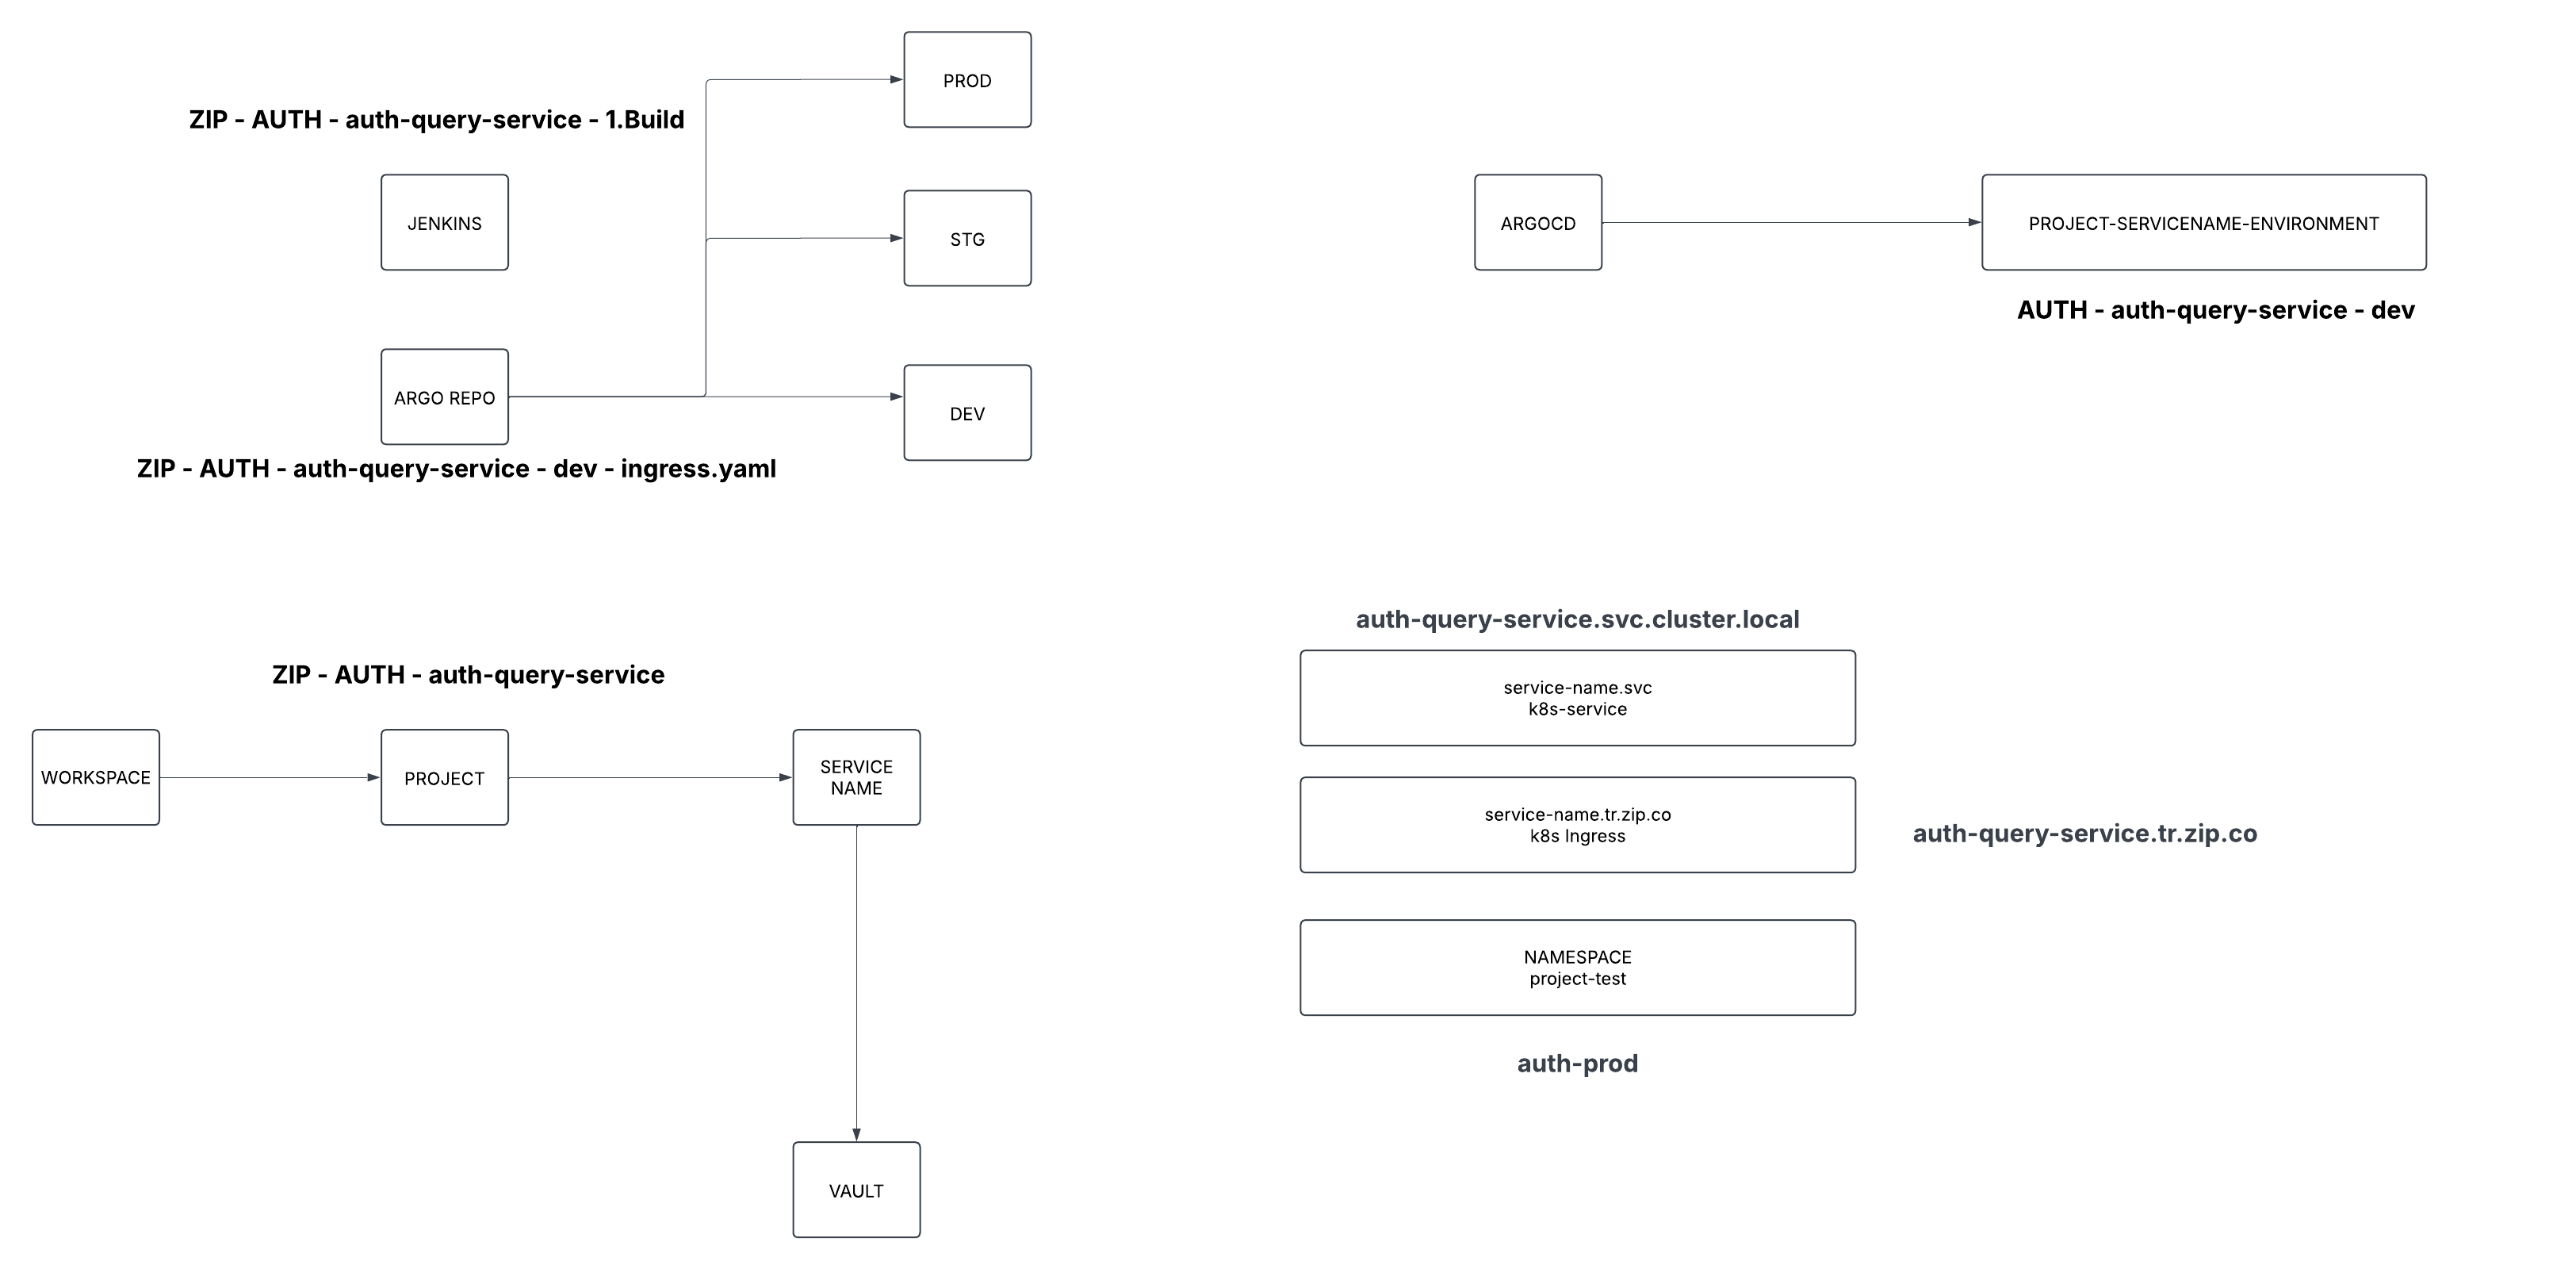 ZIP - AUTH - auth-query-service - 1.Build
JENKINS
ARGO REPO
ZIP - AUTH - auth-query-service - dev - ingress.yaml
PROD
STG
DEV
ARGOCD
PROJECT-SERVICENAME-ENVIRONMENT
AUTH - auth-query-service - dev
ZIP - AUTH - auth-query-service
WORKSPACE
PROJECT
SERVICE
NAME
VAULT
auth-query-service.svc.cluster.local
service-name.svc
k8s-service
service-name.tr.zip.co
k8s Ingress
auth-query-service.tr.zip.co
NAMESPACE
project-test
auth-prod